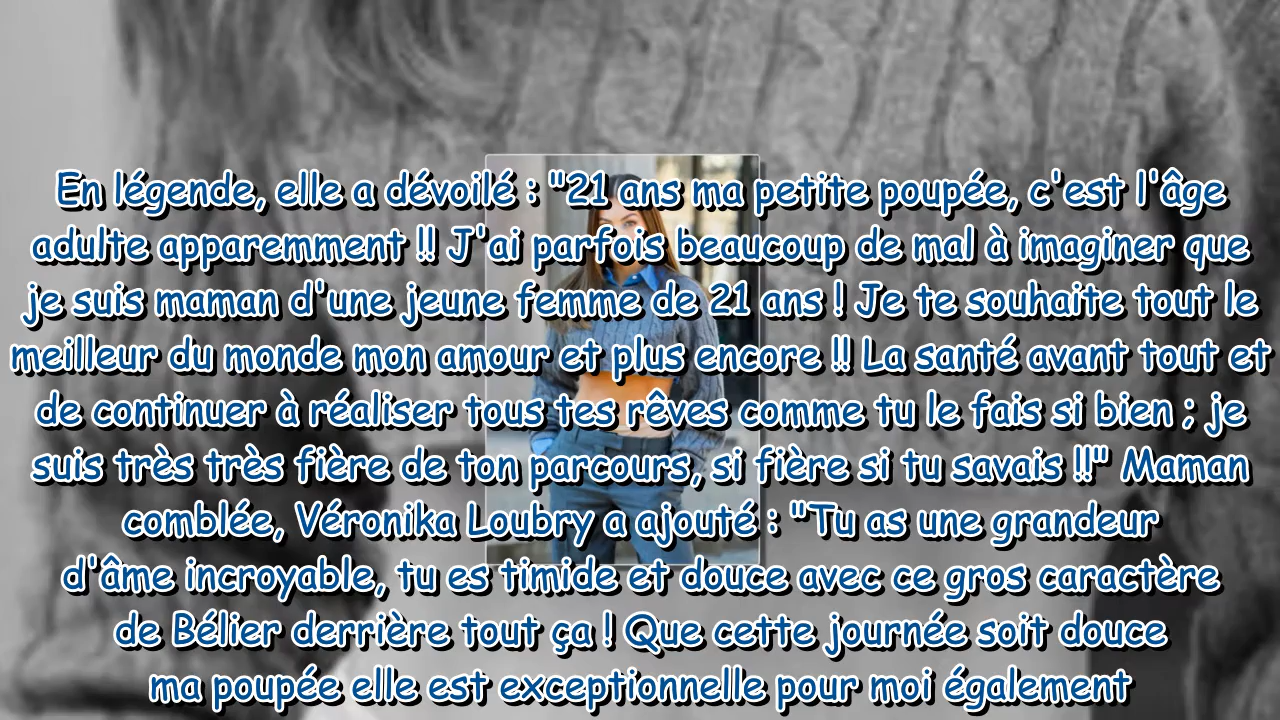 En légende, elle a dévoilé : "21 ans ma petite poupée, c'est l'âge
adulte apparemment !! J'ai parfois beaucoup de mal à imaginer que
je suis maman d'une jeune femme de 21 ans ! Je te souhaite tout le
meilleur du monde mon amour et plus encore !! La santé avant tout et
de continuer à réaliser tous tes rêves comme tu le fais si bien ; je
suis très très fière de ton parcours, si fière si tu savais !!" Maman
comblée, Véronika Loubry a ajouté : "Tu as une grandeur
d'âme incroyable, tu es timide et douce avec ce gros caractère
de Bélier derrière tout ça ! Que cette journée soit douce
ma poupée elle est exceptionnelle pour moi également